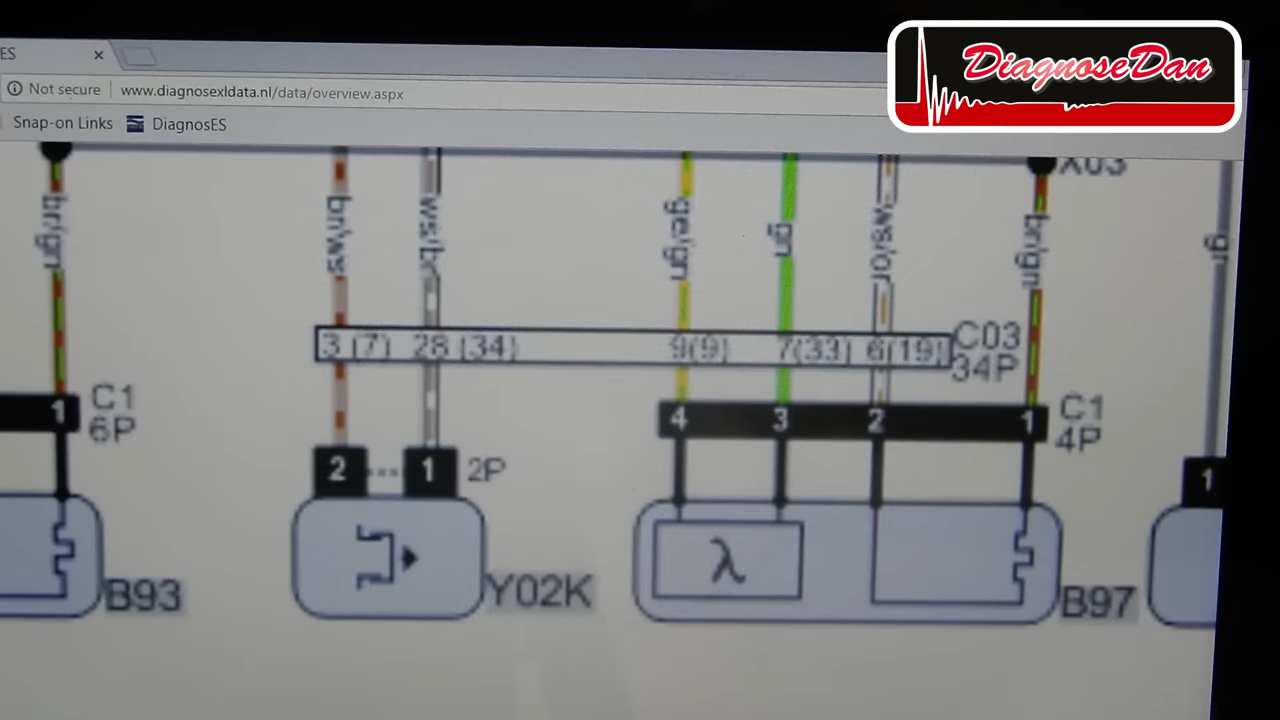 DiagnoseDan
ES
Not secure www.diagnosexldata.nl/data/overview.aspx
Snap-on Links DiagnosES
X03
br/gn br/ws ws/br ge/gn gn ws/or br/gn gr
3 (7) 28 (34) 9(9) 7(33) 6(19) C03
34P
1 C1
6P
4 3 2 1 C1
4P
2 1 2P
1
λ
B93 Y02K B97